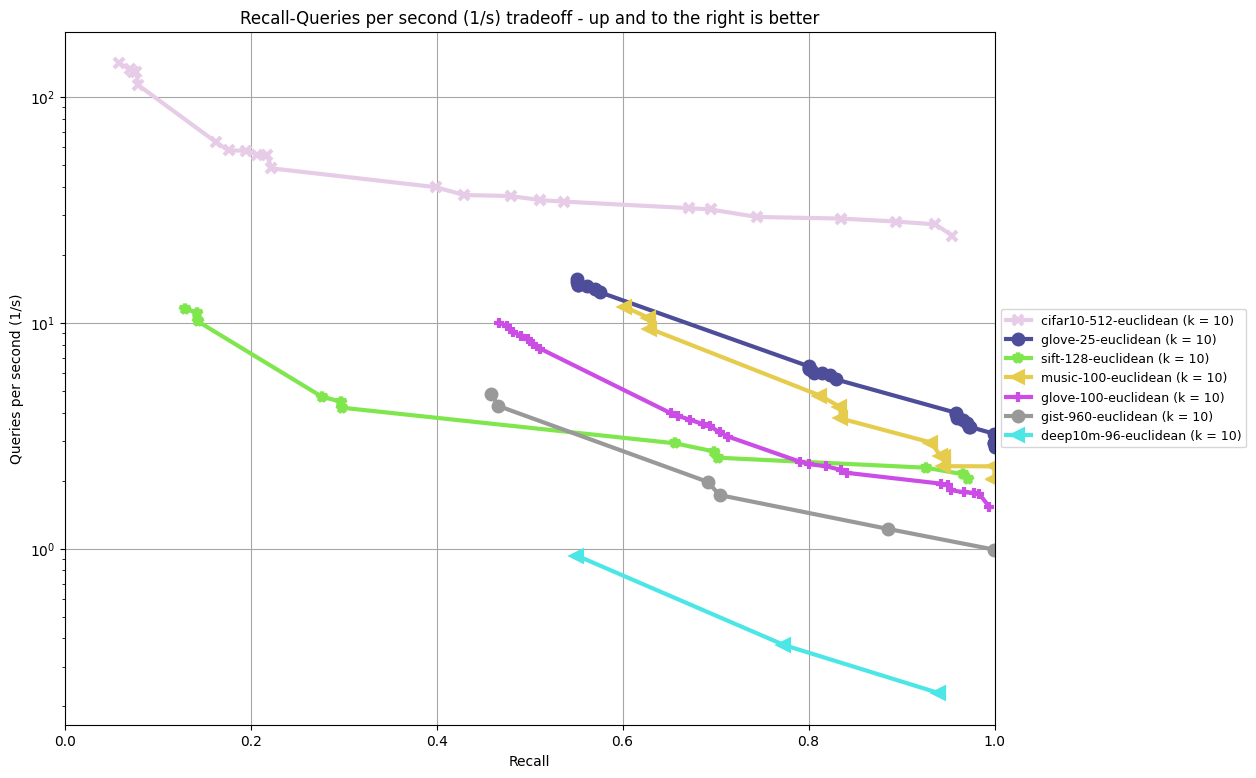 Recall-Queries per second (1/s) tradeoff - up and to the right is better
Queries per second (1/s)
10²
10¹
10⁰
0.0 0.2 0.4 0.6 0.8 1.0
Recall
cifar10-512-euclidean (k = 10)
glove-25-euclidean (k = 10)
sift-128-euclidean (k = 10)
music-100-euclidean (k = 10)
glove-100-euclidean (k = 10)
gist-960-euclidean (k = 10)
deep10m-96-euclidean (k = 10)